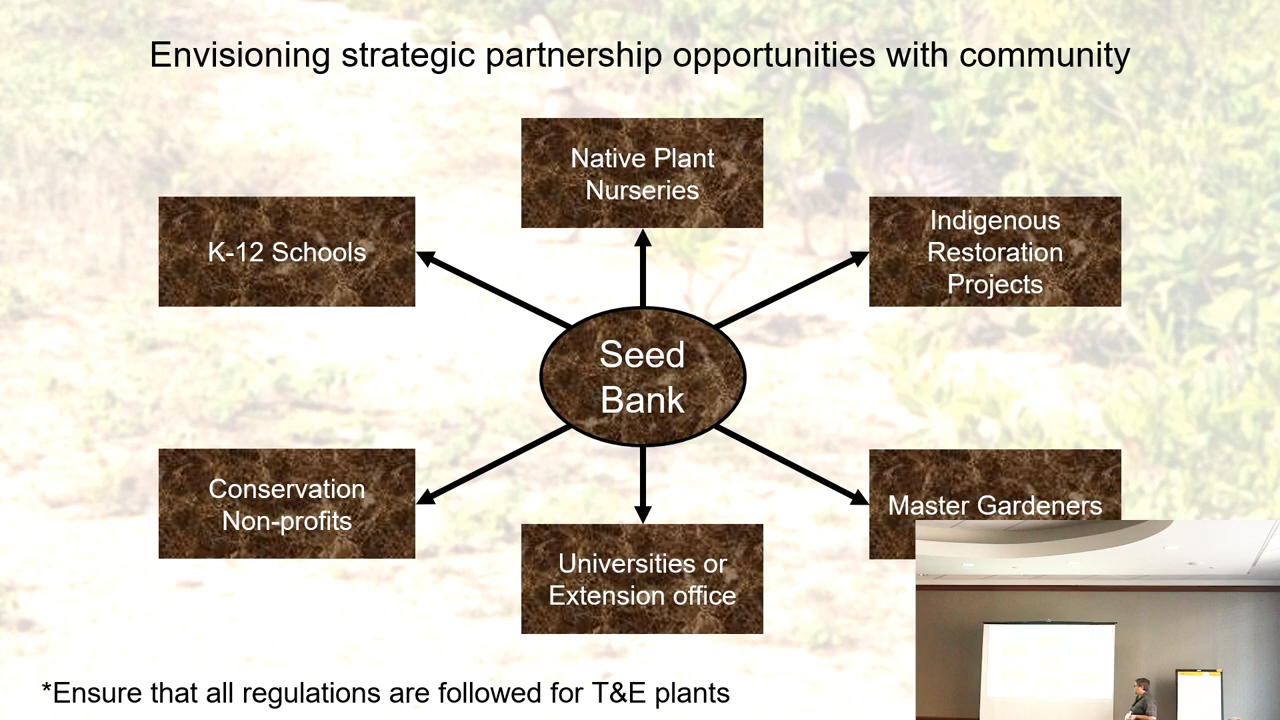 Envisioning strategic partnership opportunities with community
Native Plant
Nurseries
K-12 Schools
Indigenous
Restoration
Projects
Seed
Bank
Conservation
Non-profits
Master Gardeners
Universities or
Extension office
*Ensure that all regulations are followed for T&E plants